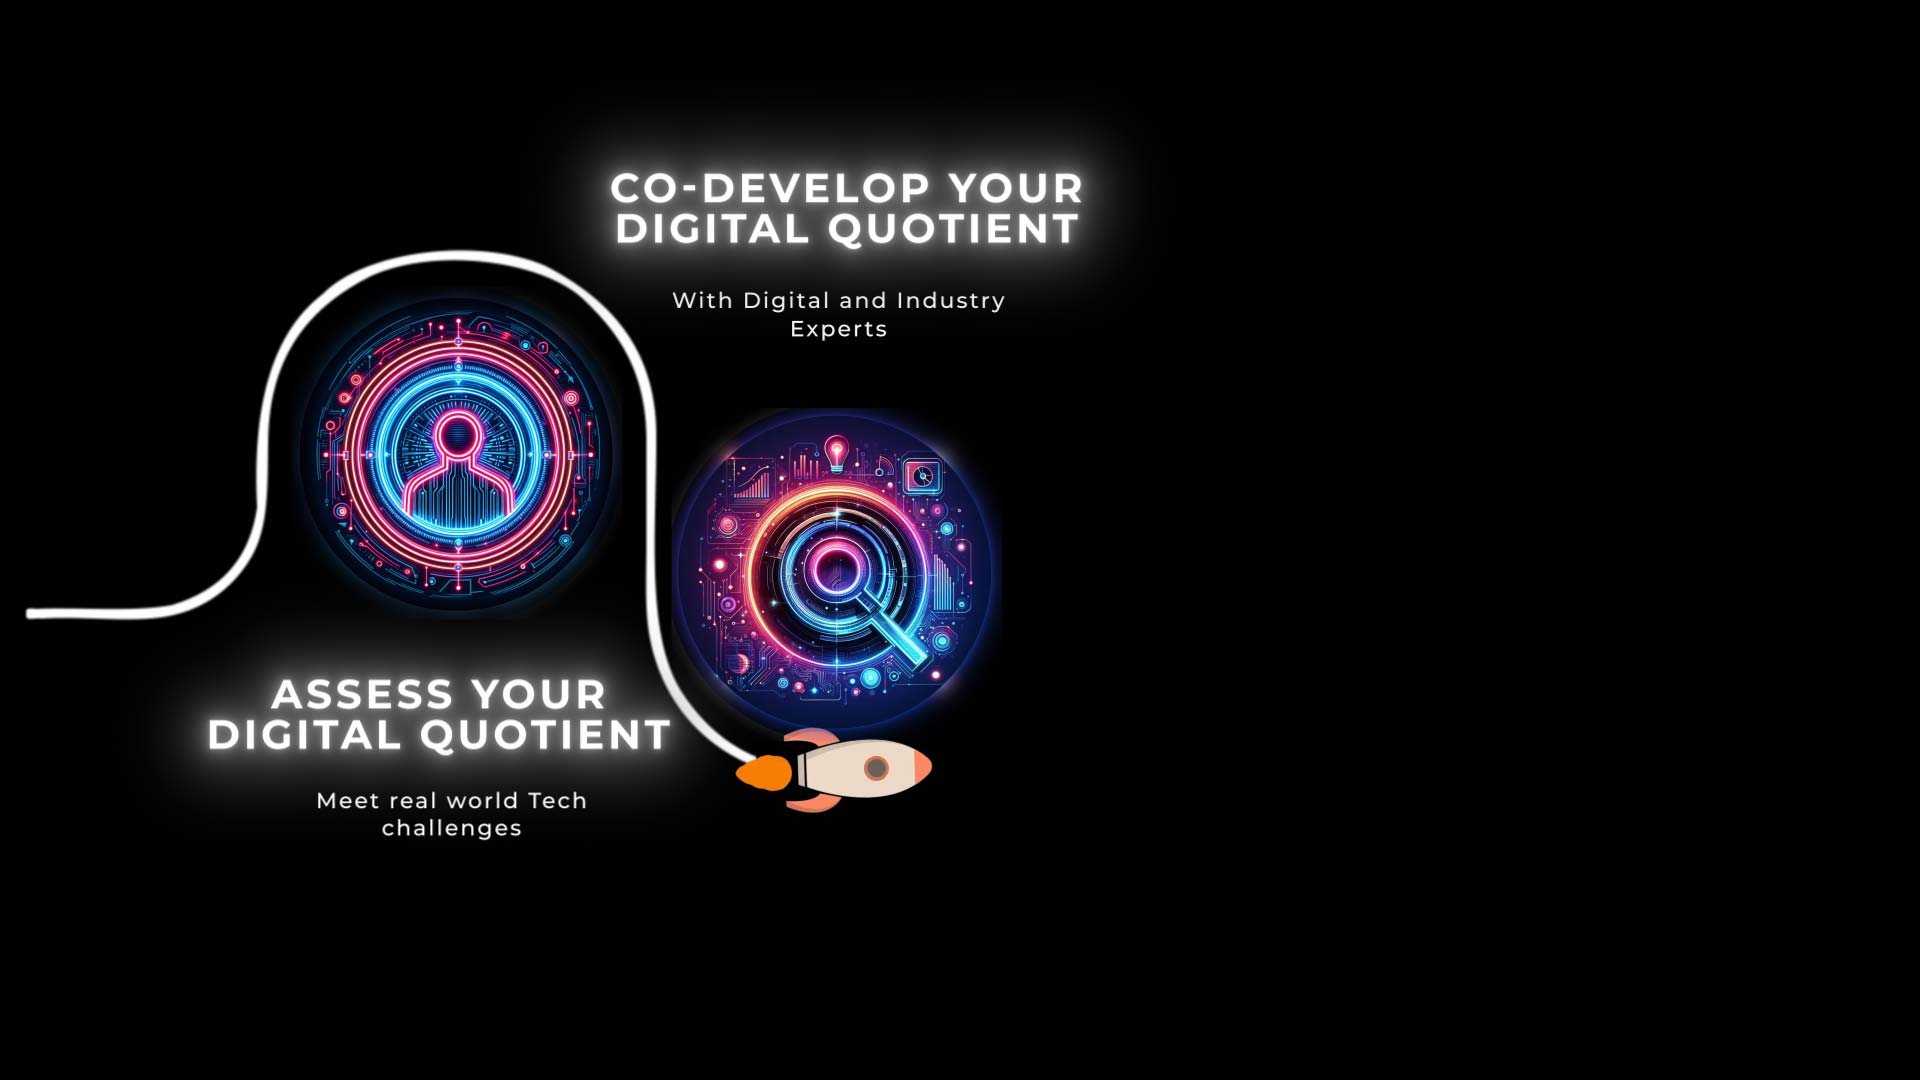 CO-DEVELOP YOUR
DIGITAL QUOTIENT
With Digital and Industry
Experts
ASSESS YOUR
DIGITAL QUOTIENT
Meet real world Tech
challenges